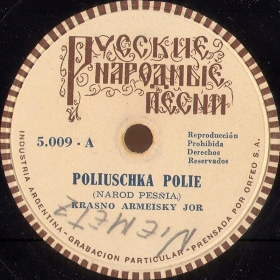 РУССКИЕ
НАРОДНЫЕ
ПЕСНИ
5.009 - A
Reproducción
Prohibida
Derechos
Reservados
POLIUSCHKA POLIE
(NAROD PESÑIA)
KRASNO ARMEISKY JOR
INDUSTRIA ARGENTINA - GRABACION PARTICULAR - PRENSADA POR ORFEO S.A.